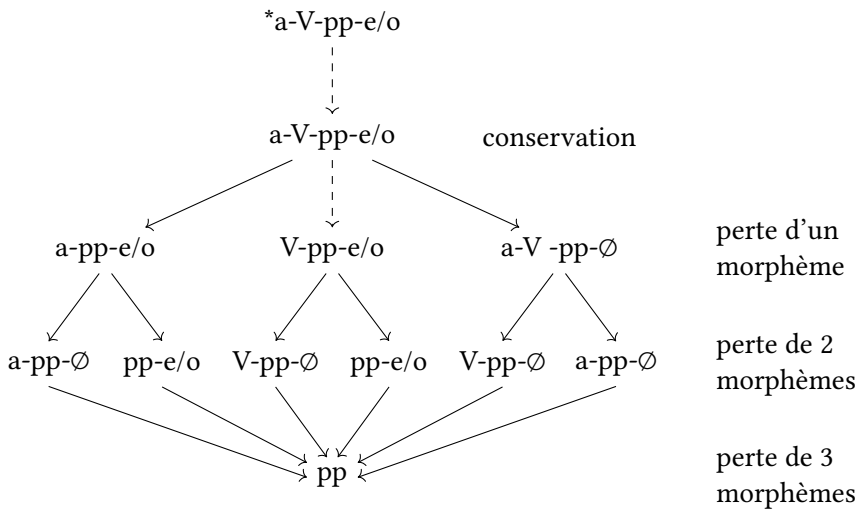 *a-V-pp-e/o
a-V-pp-e/o conservation
a-pp-e/o V-pp-e/o a-V -pp-∅ perte d'un
morphème
a-pp-∅ pp-e/o V-pp-∅ pp-e/o V-pp-∅ a-pp-∅ perte de 2
morphèmes
pp perte de 3
morphèmes